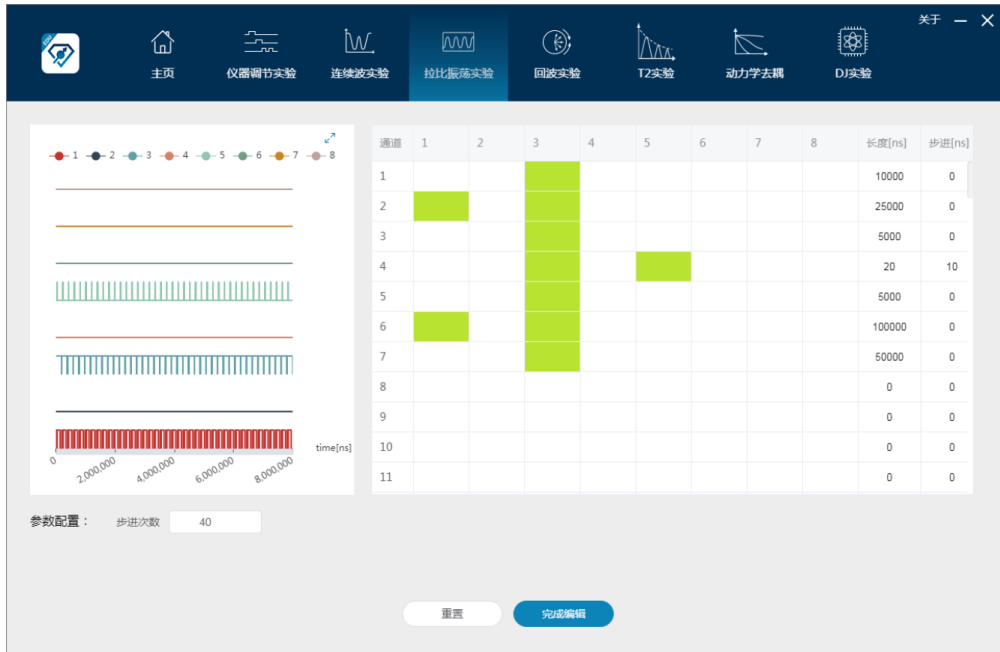 关于
EDU
主页 仪器调节实验 连续波实验 拉比振荡实验 回波实验 T2实验 动力学去耦 DJ实验
1 2 3 4 5 6 7 8
time[ns]
0 2,000,000 4,000,000 6,000,000 8,000,000
通道 1 2 3 4 5 6 7 8 长度[ns] 步进[ns]
1 10000 0
2 25000 0
3 5000 0
4 20 10
5 5000 0
6 100000 0
7 50000 0
8 0 0
9 0 0
10 0 0
11 0 0
参数配置： 步进次数 40
重置 完成编辑